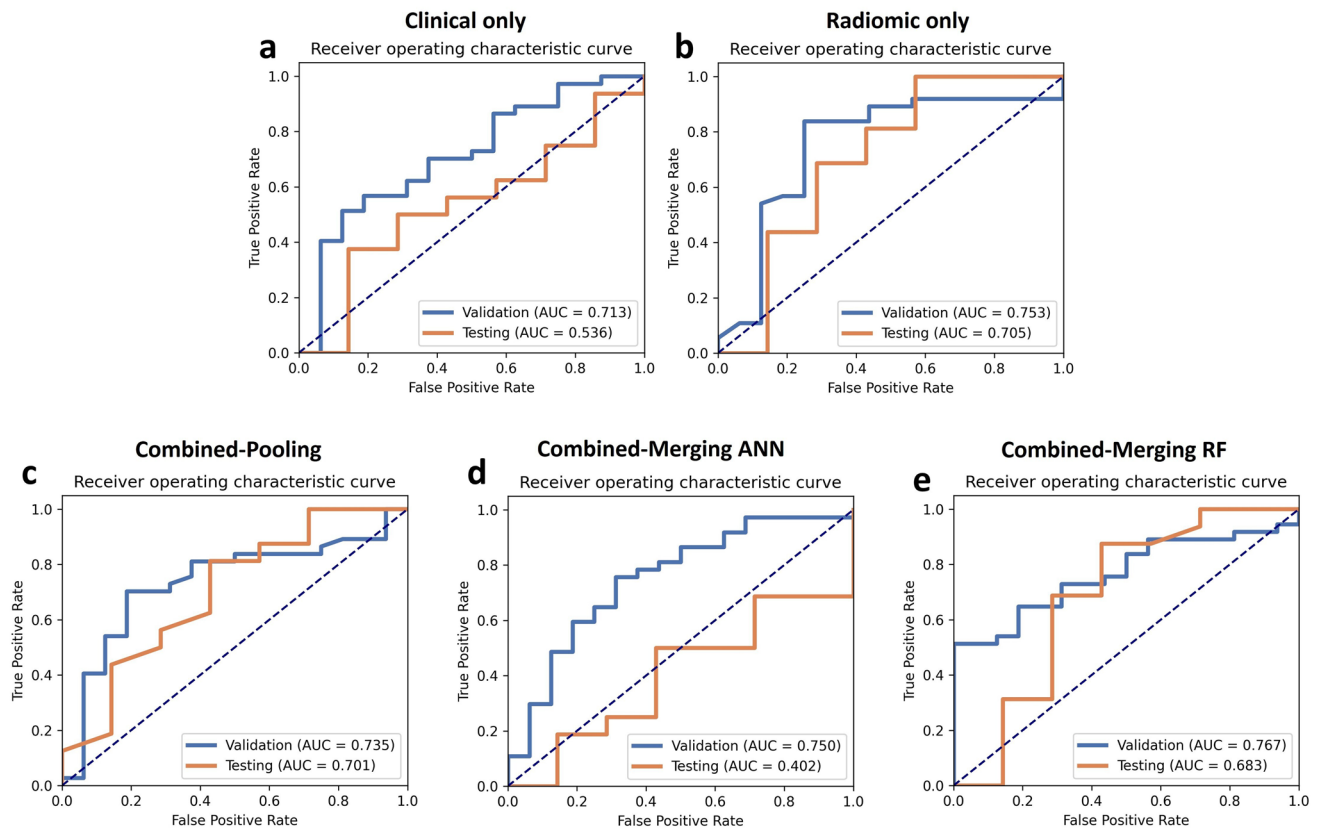 Clinical only
a
Receiver operating characteristic curve
1.0
0.8
0.6
0.4
0.2
0.0
True Positive Rate
Validation (AUC = 0.713)
Testing (AUC = 0.536)
0.0 0.2 0.4 0.6 0.8 1.0
False Positive Rate
Radiomic only
b
Receiver operating characteristic curve
1.0
0.8
0.6
0.4
0.2
0.0
True Positive Rate
Validation (AUC = 0.753)
Testing (AUC = 0.705)
0.0 0.2 0.4 0.6 0.8 1.0
False Positive Rate
Combined-Pooling
c
Receiver operating characteristic curve
1.0
0.8
0.6
0.4
0.2
0.0
True Positive Rate
Validation (AUC = 0.735)
Testing (AUC = 0.701)
0.0 0.2 0.4 0.6 0.8 1.0
False Positive Rate
Combined-Merging ANN
d
Receiver operating characteristic curve
1.0
0.8
0.6
0.4
0.2
0.0
True Positive Rate
Validation (AUC = 0.750)
Testing (AUC = 0.402)
0.0 0.2 0.4 0.6 0.8 1.0
False Positive Rate
Combined-Merging RF
e
Receiver operating characteristic curve
1.0
0.8
0.6
0.4
0.2
0.0
True Positive Rate
Validation (AUC = 0.767)
Testing (AUC = 0.683)
0.0 0.2 0.4 0.6 0.8 1.0
False Positive Rate